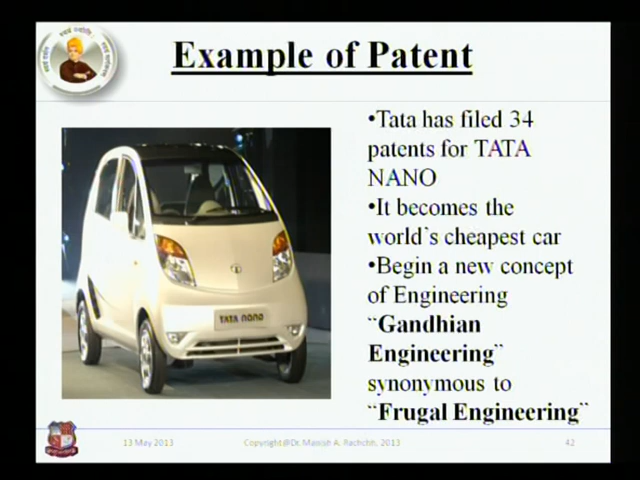 Example of Patent
•Tata has filed 34
patents for TATA
NANO
•It becomes the
world`s cheapest car
•Begin a new concept
of Engineering
“Gandhian
Engineering”
synonymous to
“Frugal Engineering”
TATA nano
13 May 2013
Copyright@Dr. Manish A. Rachchh, 2013
42